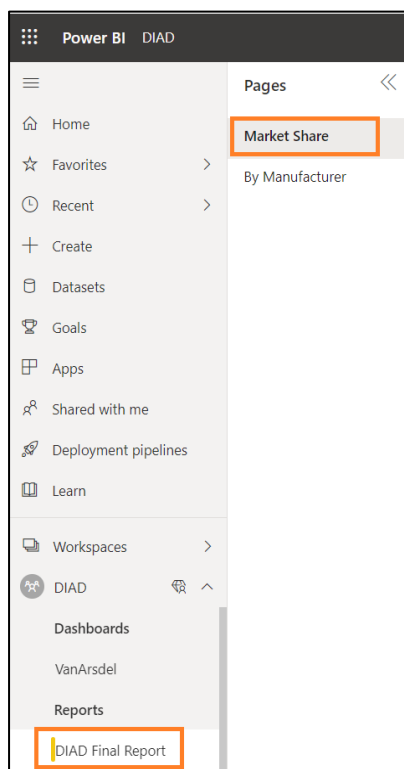 Power BI DIAD
Pages
Home
Market Share
Favorites
By Manufacturer
Recent
Create
Datasets
Goals
Apps
Shared with me
Deployment pipelines
Learn
Workspaces
DIAD
Dashboards
VanArsdel
Reports
DIAD Final Report